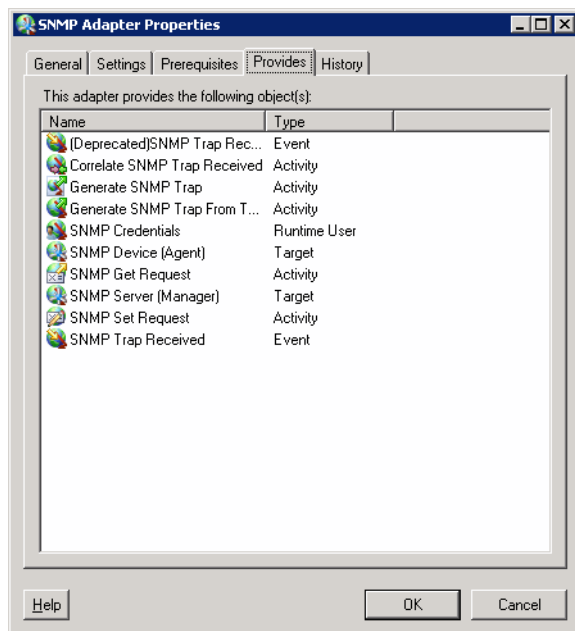 SNMP Adapter Properties
General Settings Prerequisites Provides History
This adapter provides the following object(s):
Name Type
(Deprecated)SNMP Trap Rec... Event
Correlate SNMP Trap Received Activity
Generate SNMP Trap Activity
Generate SNMP Trap From T... Activity
SNMP Credentials Runtime User
SNMP Device (Agent) Target
SNMP Get Request Activity
SNMP Server (Manager) Target
SNMP Set Request Activity
SNMP Trap Received Event
Help OK Cancel